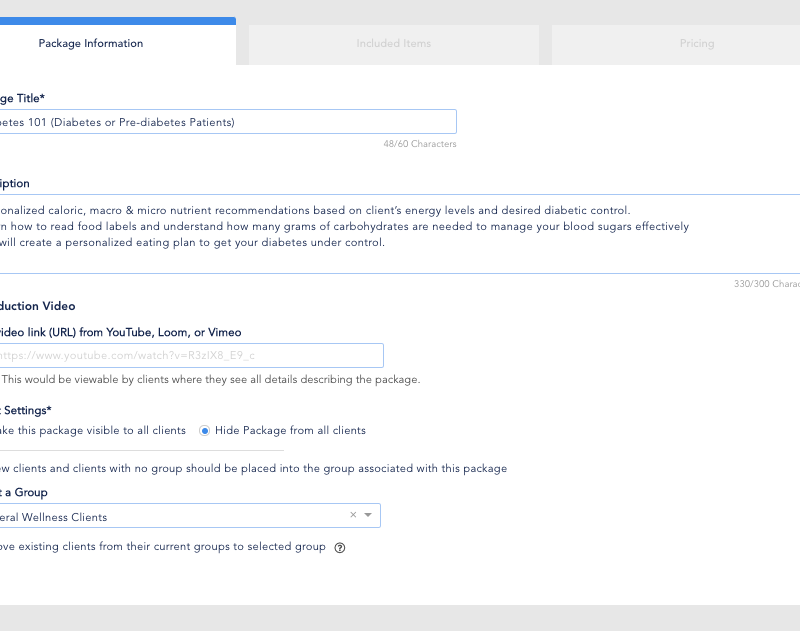 Package Information
Included Items
Pricing
ge Title*
etes 101 (Diabetes or Pre-diabetes Patients)
48/60 Characters
iption
onalized caloric, macro & micro nutrient recommendations based on client's energy levels and desired diabetic control.
n how to read food labels and understand how many grams of carbohydrates are needed to manage your blood sugars effectively
will create a personalized eating plan to get your diabetes under control.
330/300 Charac
duction Video
video link (URL) from YouTube, Loom, or Vimeo
https://www.youtube.com/watch?v=R3zIX8_E9_c
This would be viewable by clients where they see all details describing the package.
t Settings*
ake this package visible to all clients
Hide Package from all clients
ew clients and clients with no group should be placed into the group associated with this package
t a Group
eral Wellness Clients
ove existing clients from their current groups to selected group